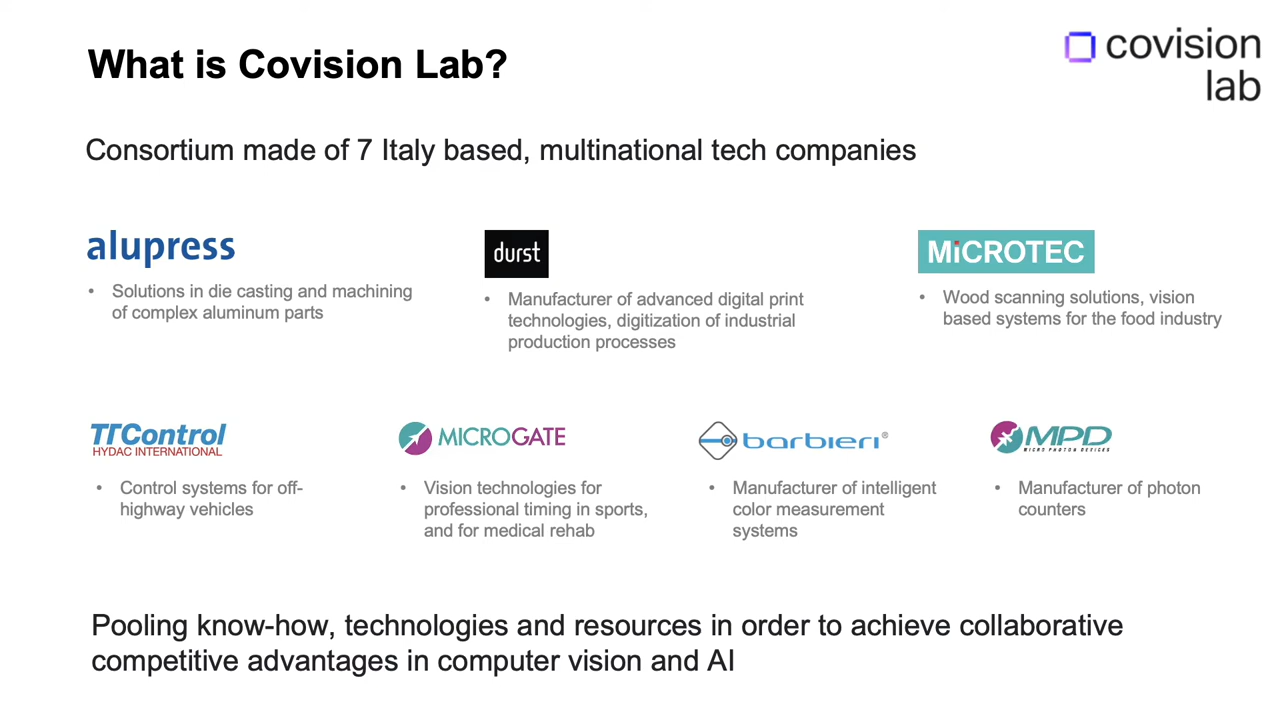 What is Covision Lab?
covision
lab
Consortium made of 7 Italy based, multinational tech companies
alupress
• Solutions in die casting and machining
of complex aluminum parts
durst
• Manufacturer of advanced digital print
technologies, digitization of industrial
production processes
MiCROTEC
• Wood scanning solutions, vision
based systems for the food industry
TTControl
HYDAC INTERNATIONAL
• Control systems for off-
highway vehicles
MICROGATE
• Vision technologies for
professional timing in sports,
and for medical rehab
barbieri®
• Manufacturer of intelligent
color measurement
systems
MPD
MICRO PHOTON DEVICES
• Manufacturer of photon
counters
Pooling know-how, technologies and resources in order to achieve collaborative
competitive advantages in computer vision and AI